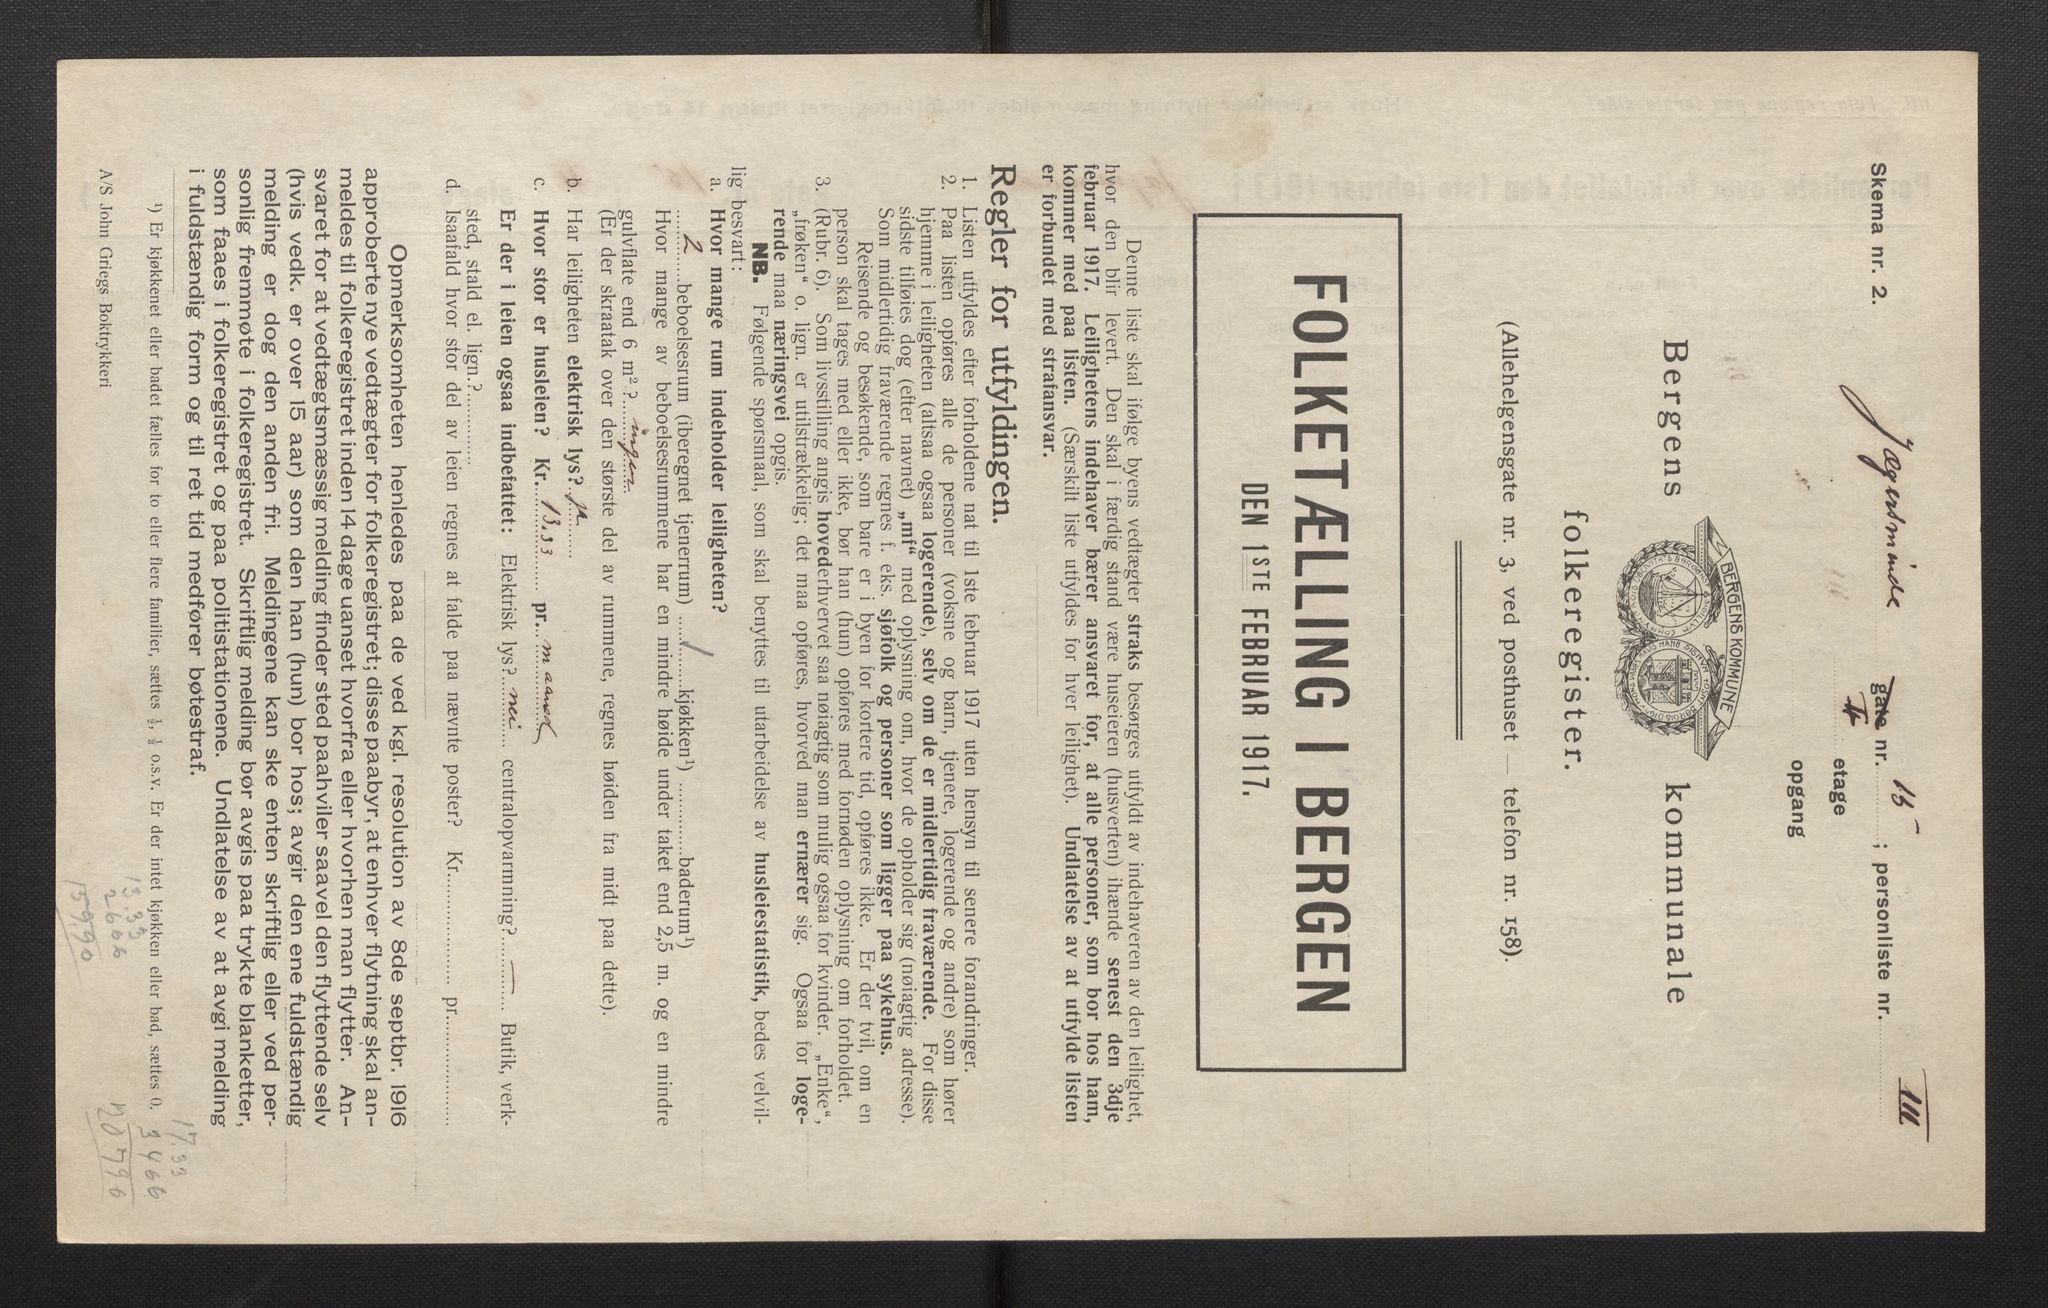 Skema nr. 2.
Jægersminde gate nr. 15 ; personliste nr. III
II etage
opgang
BERGENS KOMMUNE
Bergens kommunale
folkeregister.
(Allehelgensgate nr. 3, ved posthuset — telefon nr. 158).
FOLKETÆLLING I BERGEN
DEN 1STE FEBRUAR 1917.
Denne liste skal ifølge byens vedtægter straks besørges utfyldt av indehaveren av den leilighet,
hvor den blir levert. Den skal i færdig stand være huseieren (husverten) ihænde senest den 3dje
februar 1917. Leilighetens indehaver bærer ansvaret for, at alle personer, som bor hos ham,
kommer med paa listen. (Særskilt liste utfyldes for hver leilighet). Undlatelse av at utfylde listen
er forbundet med strafansvar.
Regler for utfyldingen.
1. Listen utfyldes efter forholdene nat til 1ste februar 1917 uten hensyn til senere forandringer.
2. Paa listen opføres alle de personer (voksne og barn, tjenere, logerende og andre) som hører
hjemme i leiligheten (altsaa ogsaa logerende), selv om de er midlertidig fraværende. For disse
sidste tilføies dog (efter navnet) „mf“ med oplysning om, hvor de opholder sig (nøiagtig adresse).
Som midlertidig fraværende regnes f. eks. sjøfolk og personer som ligger paa sykehus.
Reisende og besøkende, som bare er i byen for kortere tid, opføres ikke. Er der tvil, om en
person skal tages med eller ikke, bør han (hun) opføres med fornøden oplysning om forholdet.
3. (Rubr. 6). Som livsstilling angis hovederhvervet saa nøiagtig som mulig ogsaa for kvinder. „Enke“,
„frøken“ o. lign. er utilstrækkelig; det maa opføres, hvorved man ernærer sig. Ogsaa for loge-
rende maa næringsvei opgis.
NB. Følgende spørsmaal, som skal benyttes til utarbeidelse av husleiestatistik, bedes velvil-
lig besvart:
a. Hvor mange rum indeholder leiligheten?
2 beboelsesrum (iberegnet tjenerrum) 1 kjøkken¹) baderum¹)
Hvor mange av beboelsesrummene har en mindre høide under taket end 2,5 m. og en mindre
gulvflate end 6 m²? ingen
(Er der skraatak over den største del av rummene, regnes høiden fra midt paa dette).
b. Har leiligheten elektrisk lys?
c. Hvor stor er husleien? Kr. 13.33 pr. maaned
Er der i leien ogsaa indbefattet: Elektrisk lys? nei centralopvarmning? — Butik, verk-
sted, stald el. lign.?
d. Isaafald hvor stor del av leien regnes at falde paa nævnte poster? Kr. pr.
Opmerksomheten henledes paa de ved kgl. resolution av 8de septbr. 1916
approberte nye vedtægter for folkeregistret; disse paabyr, at enhver flytning skal an-
meldes til folkeregistret inden 14 dage uanset hvorfra eller hvorhen man flytter. An-
svaret for at vedtægtsmæssig melding finder sted paahviler saavel den flyttende selv
(hvis vedk. er over 15 aar) som den han (hun) bor hos; avgir den ene fuldstændig
melding er dog den anden fri. Meldingene kan ske enten skriftlig eller ved per-
sonlig fremmøte i folkeregistret. Skriftlig melding bør avgis paa trykte blanketter,
som faaes i folkeregistret og paa politistationene. Undlatelse av at avgi melding
i fuldstændig form og til ret tid medfører bøtestraf.
¹) Er kjøkkenet eller badet fælles for to eller flere familier, sættes ½, ⅓ o.s.v. Er der intet kjøkken eller bad, sættes 0.
A/S John Griegs Boktrykkeri
13.33
2666
159.90
17.33
3466
20790